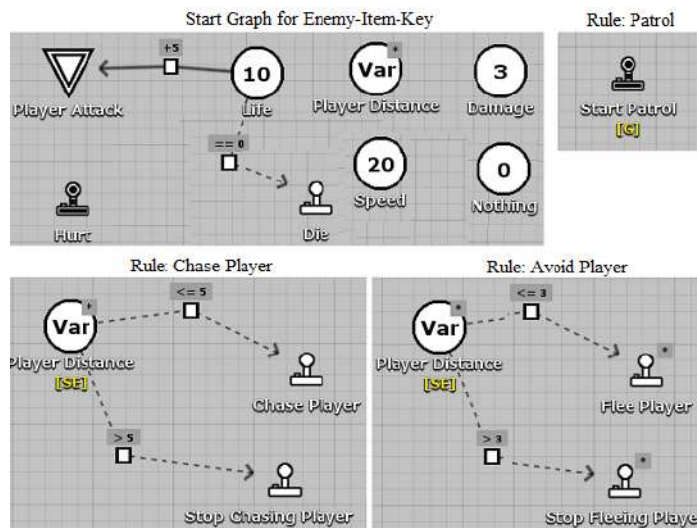 Start Graph for Enemy-Item-Key
Rule: Patrol
+5
10
Var
*
3
Player Attack
Life
Player Distance
Damage
Start Patrol
[G]
== 0
20
0
Hurt
Die
Speed
Nothing
Rule: Chase Player
Rule: Avoid Player
<= 5
Var
+
Player Distance
[SE]
Chase Player
> 5
Stop Chasing Player
<= 3
Var
*
Player Distance
[SE]
*
Flee Player
> 3
*
Stop Fleeing Playe